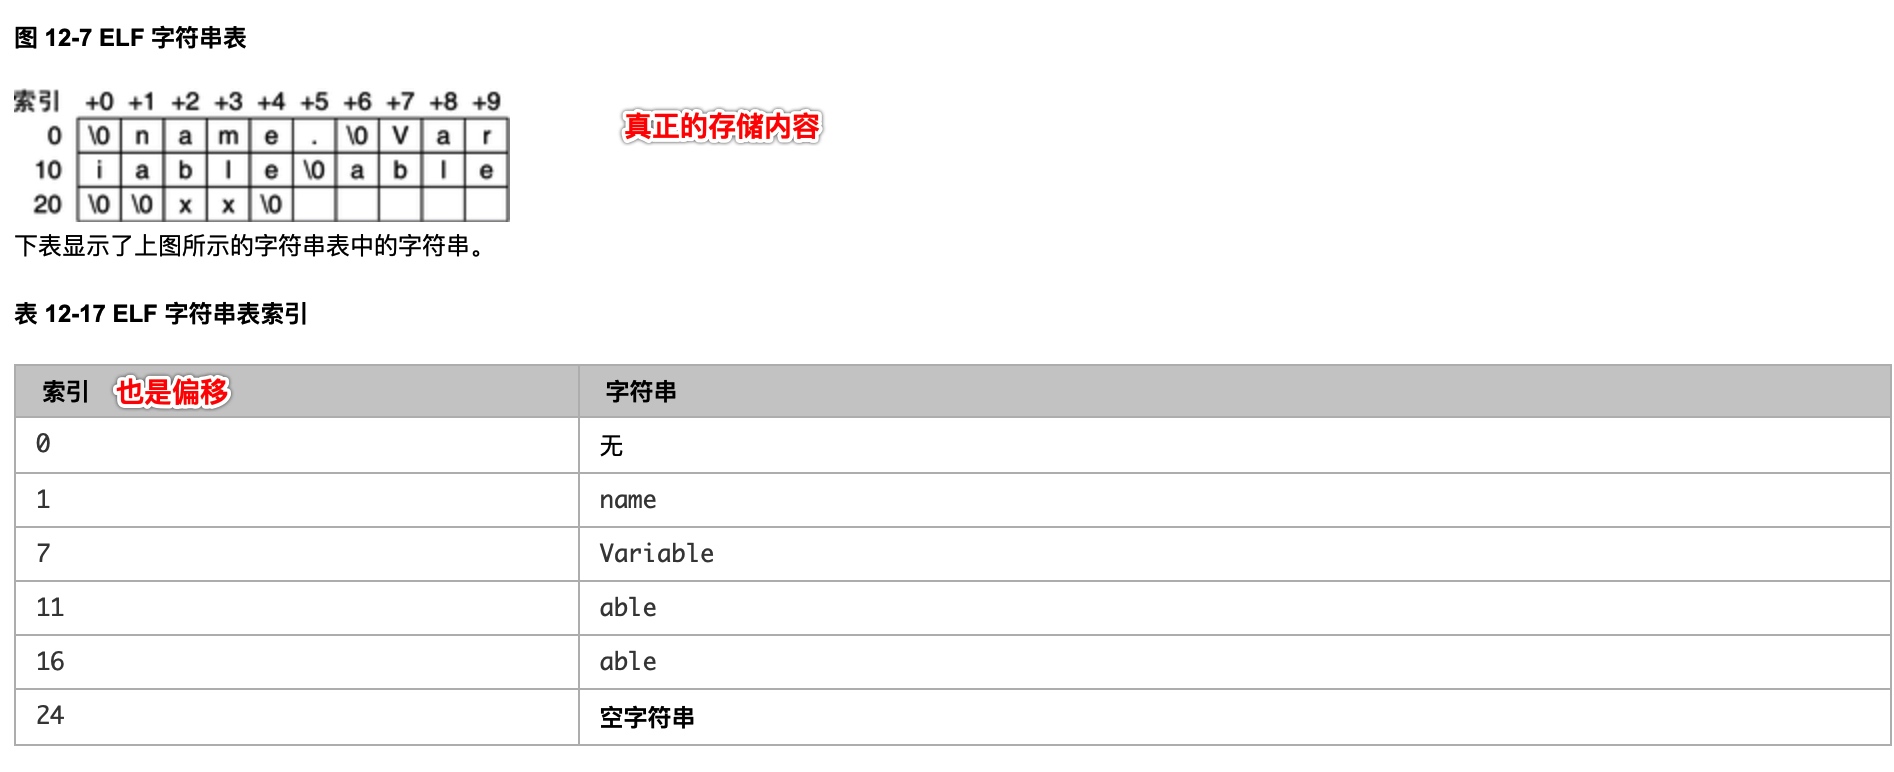 图 12-7 ELF 字符串表
索引 +0 +1 +2 +3 +4 +5 +6 +7 +8 +9
真正的存储内容
0 \0 n a m e . \0 V a r
10 i a b l e \0 a b l e
20 \0 \0 x x \0
下表显示了上图所示的字符串表中的字符串。
表 12-17 ELF 字符串表索引
索引 也是偏移 字符串
0 无
1 name
7 Variable
11 able
16 able
24 空字符串